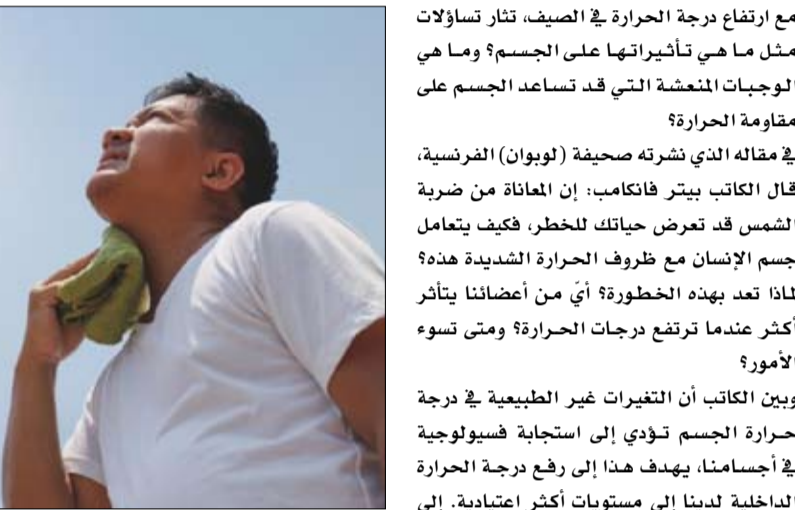 مع ارتفاع درجة الحرارة في الصيف، تثار تساؤلات
مثل ما هي تأثيراتها على الجسم؟ وما هي
الوجبات المنعشة التي قد تساعد الجسم على
مقاومة الحرارة؟
في مقاله الذي نشرته صحيفة (لوبوان) الفرنسية،
قال الكاتب بيتر فانكامب: إن المعاناة من ضربة
الشمس قد تعرض حياتك للخطر، فكيف يتعامل
جسم الإنسان مع ظروف الحرارة الشديدة هذه؟
لماذا تعد بهذه الخطورة؟ أيّ من أعضائنا يتأثر
أكثر عندما ترتفع درجات الحرارة؟ ومتى تسوء
الأمور؟
وبين الكاتب أن التغيرات غير الطبيعية في درجة
حرارة الجسم تؤدي إلى استجابة فسيولوجية
في أجسامنا، يهدف هذا إلى رفع درجة الحرارة
الداخلية لدينا إلى مستويات أكثر اعتيادية. إلى